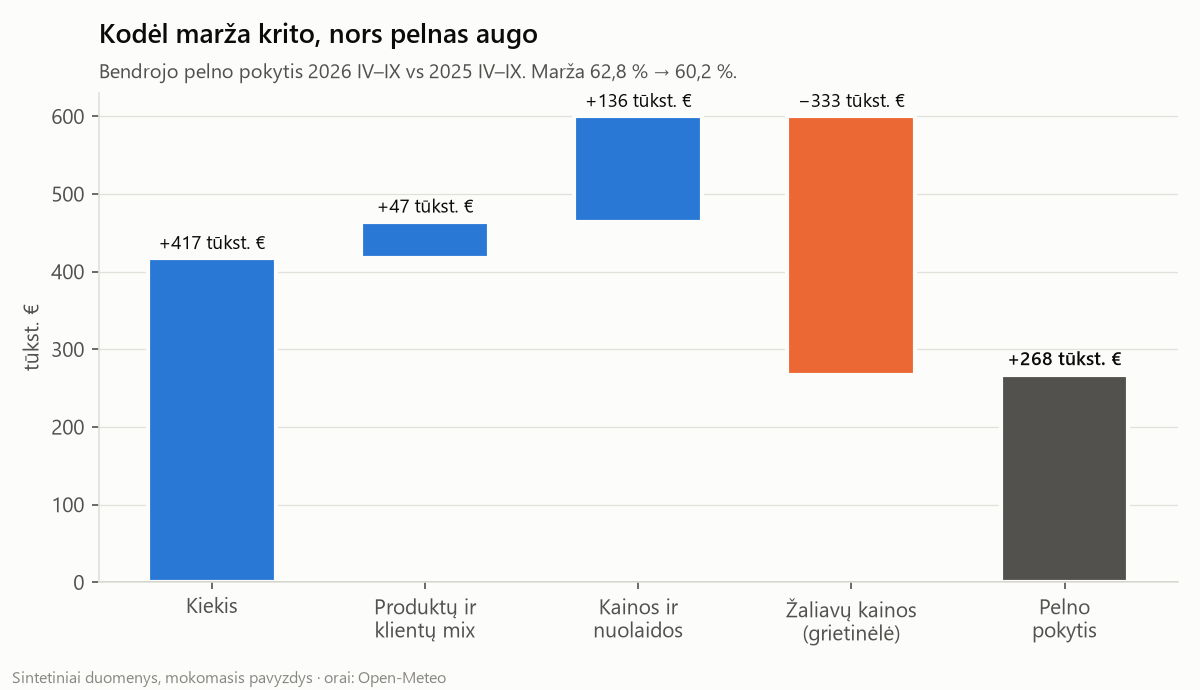 Kodėl marža krito, nors pelnas augo
Bendrojo pelno pokytis 2026 IV–IX vs 2025 IV–IX. Marža 62,8 % → 60,2 %.
+136 tūkst. €
−333 tūkst. €
600
500
+47 tūkst. €
+417 tūkst. €
400
tūkst. €
300
+268 tūkst. €
200
100
0
Kiekis
Produktų ir
klientų mix
Kainos ir
nuolaidos
Žaliavų kainos
(grietinėlė)
Pelno
pokytis
Sintetiniai duomenys, mokomasis pavyzdys · orai: Open-Meteo